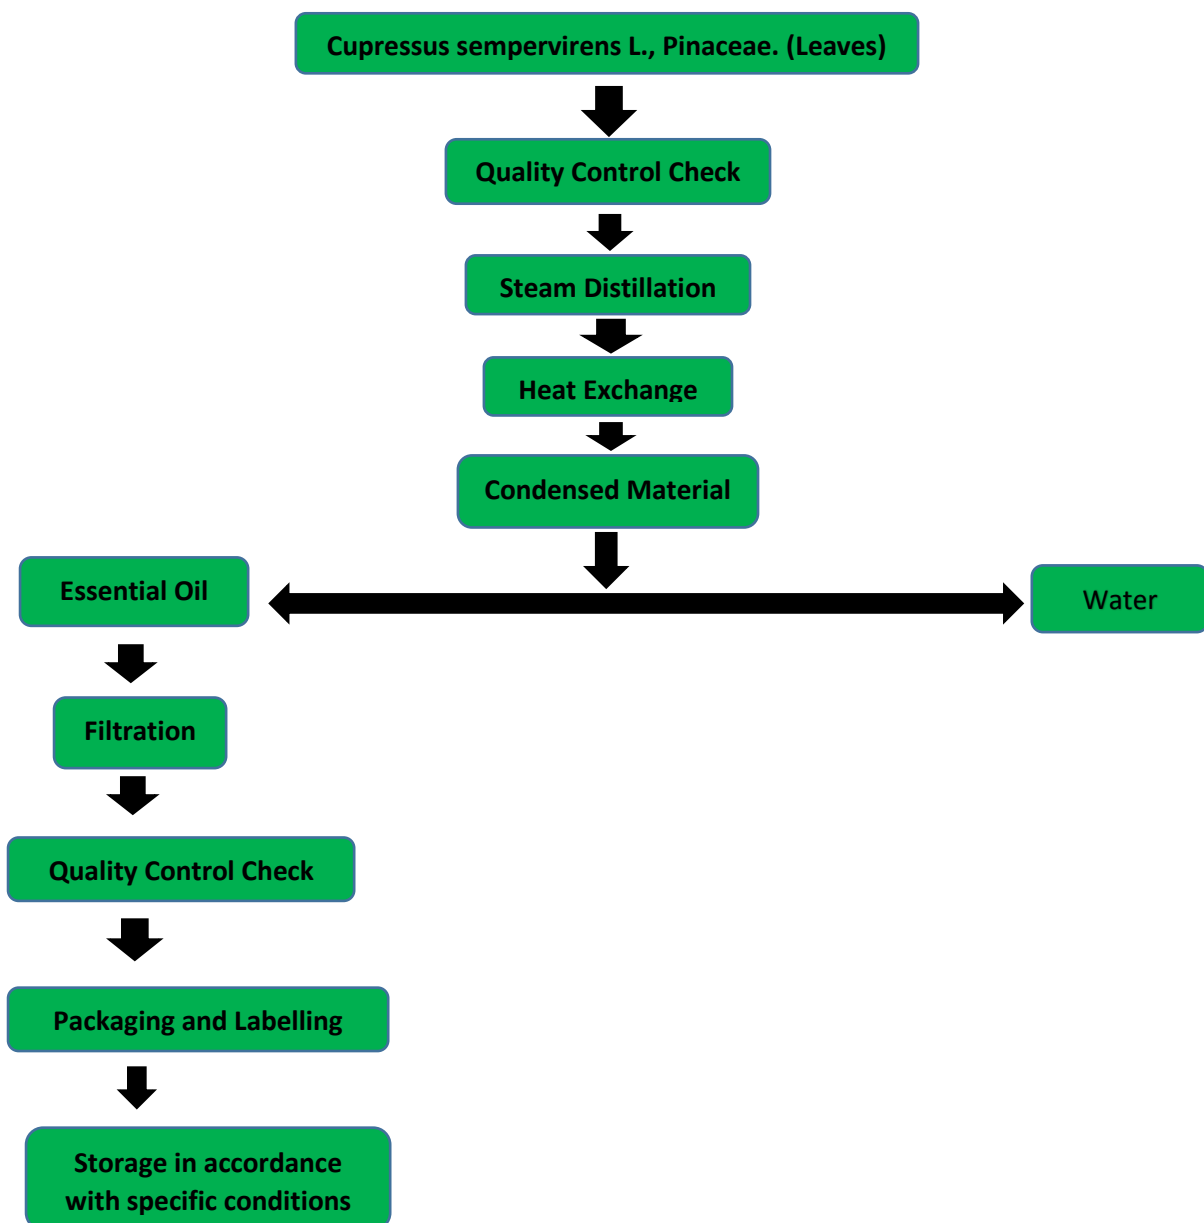 Cupressus sempervirens L., Pinaceae. (Leaves)
Quality Control Check
Steam Distillation
Heat Exchange
Condensed Material
Essential Oil
Water
Filtration
Quality Control Check
Packaging and Labelling
Storage in accordance
with specific conditions